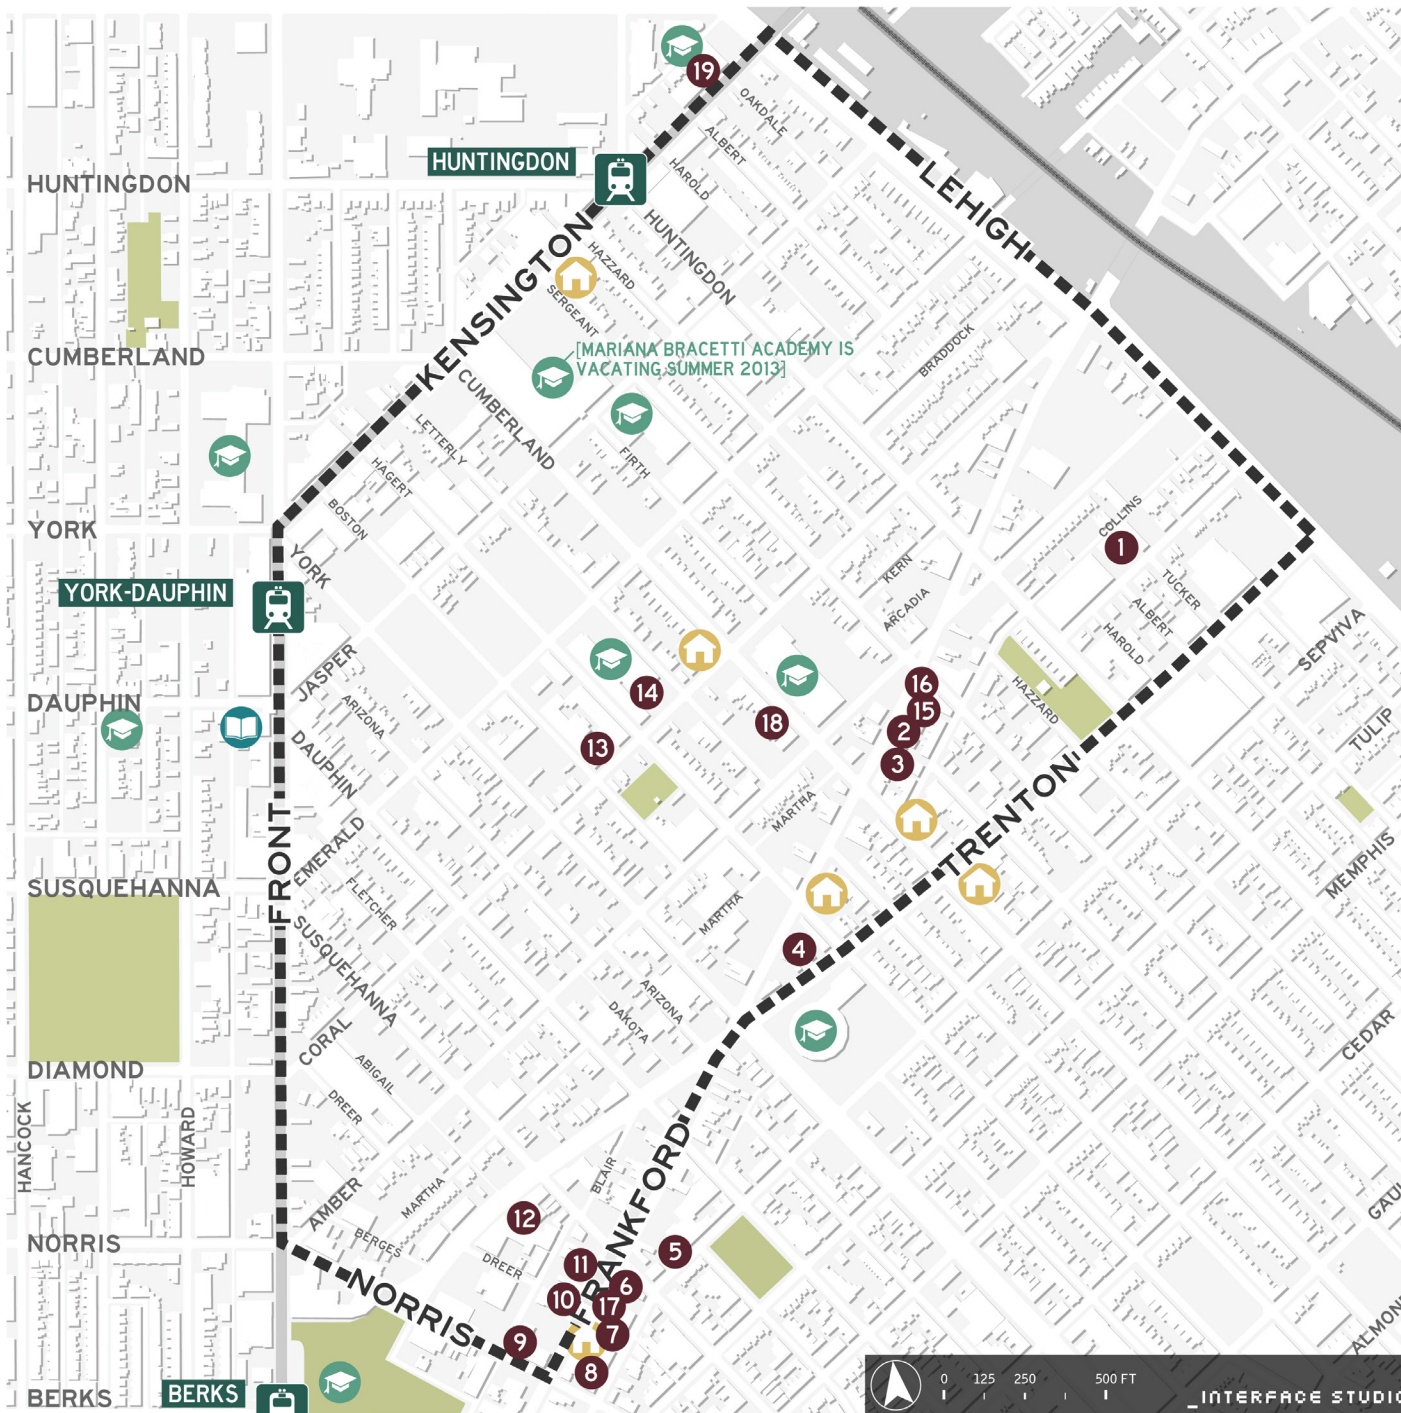 19
OAKDALE
ALBERT
HUNTINGDON
HAROLD
LEHIGH
HUNTINGDON
KENSINGTON
HUNTINGDON
HAZZARD
SERGEANT
[MARIANA BRACETTI ACADEMY IS
VACATING SUMMER 2013]
BRADDUCK
CUMBERLAND
CUMBERLAND
LETTERLY
HAGERT
FIRTH
BOSTON
COLLINS
YORK
1
YORK
KERN
TUCKER
YORK-DAUPHIN
ARCADIA
ALBERT
HAROLD
SEPVIVA
JASPER
14
16
DAUPHIN
ARIZONA
15
HAZZARD
18
2
TULIP
13
DAUPHIN
3
MARTHA
TRENTON
FRONT
EMERALD
MEMPHIS
SUSQUEHANNA
FLETCHER
MARTHA
4
SUSQUEHANNA
ARIZONA
DAKOTA
CORAL
CEDAR
DIAMOND
ABIGAIL
DREER
HANCOCK
HOWARD
FRANKFORD
BLAIR
AMBER
MARTHA
GAU
12
NORRIS
BERGES
5
DREER
11
6
10
17
NORRIS
ALMON
9
7
8
BERKS
BERKS
0 125 250 500 FT
_INTERFACE STUDIO